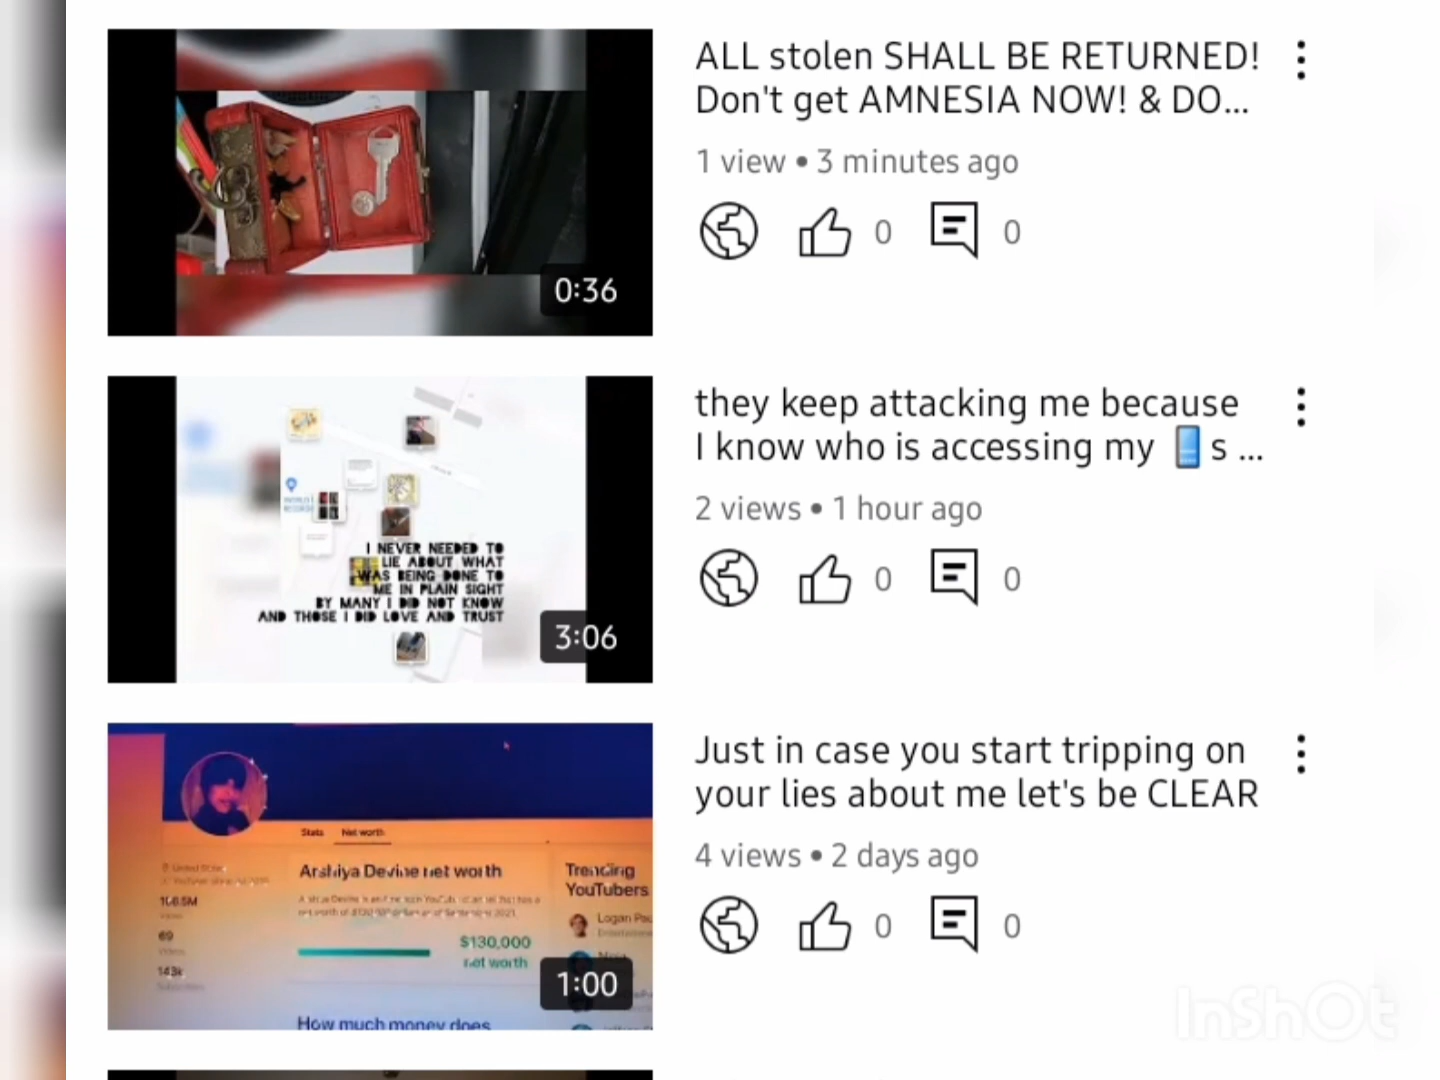 ALL stolen SHALL BE RETURNED!
Don't get AMNESIA NOW! & DO...
1 view • 3 minutes ago
0 0
0:36
they keep attacking me because
I know who is accessing my 📱s ...
2 views • 1 hour ago
0 0
I NEVER NEEDED TO
LIE ABOUT WHAT
WAS BEING DONE TO
ME IN PLAIN SIGHT
BY MANY I DID NOT KNOW
AND THOSE I DID LOVE AND TRUST
3:06
Just in case you start tripping on
your lies about me let's be CLEAR
4 views • 2 days ago
0 0
Stats Net worth
Arshiya Devine net worth
$130,000
net worth
Trending
YouTubers
Logan
69
143k
How much money does
1:00
InShOt